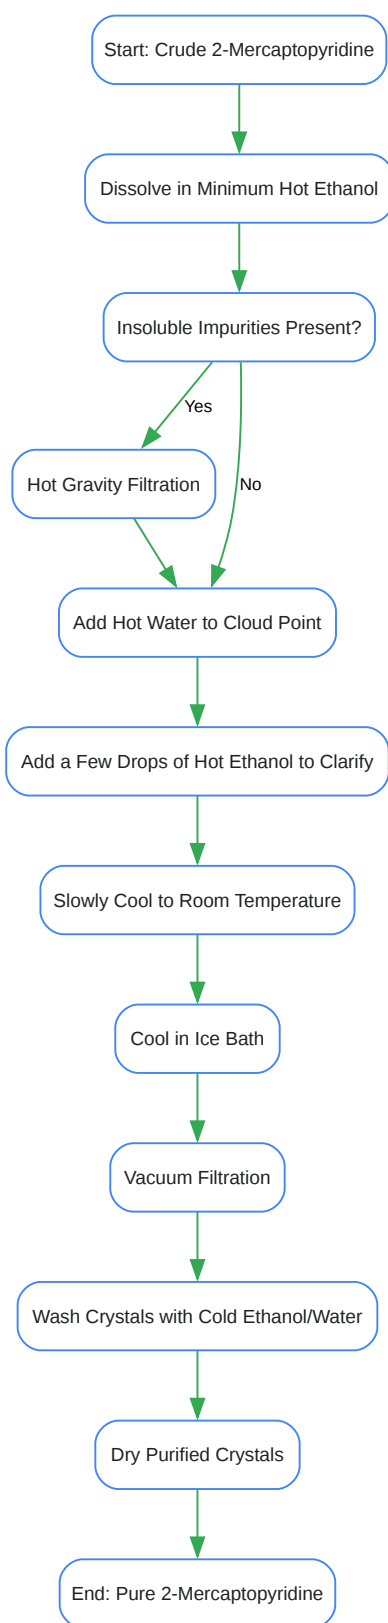 Start: Crude 2-Mercaptopyridine
Dissolve in Minimum Hot Ethanol
Insoluble Impurities Present?
Yes
Hot Gravity Filtration
No
Add Hot Water to Cloud Point
Add a Few Drops of Hot Ethanol to Clarify
Slowly Cool to Room Temperature
Cool in Ice Bath
Vacuum Filtration
Wash Crystals with Cold Ethanol/Water
Dry Purified Crystals
End: Pure 2-Mercaptopyridine